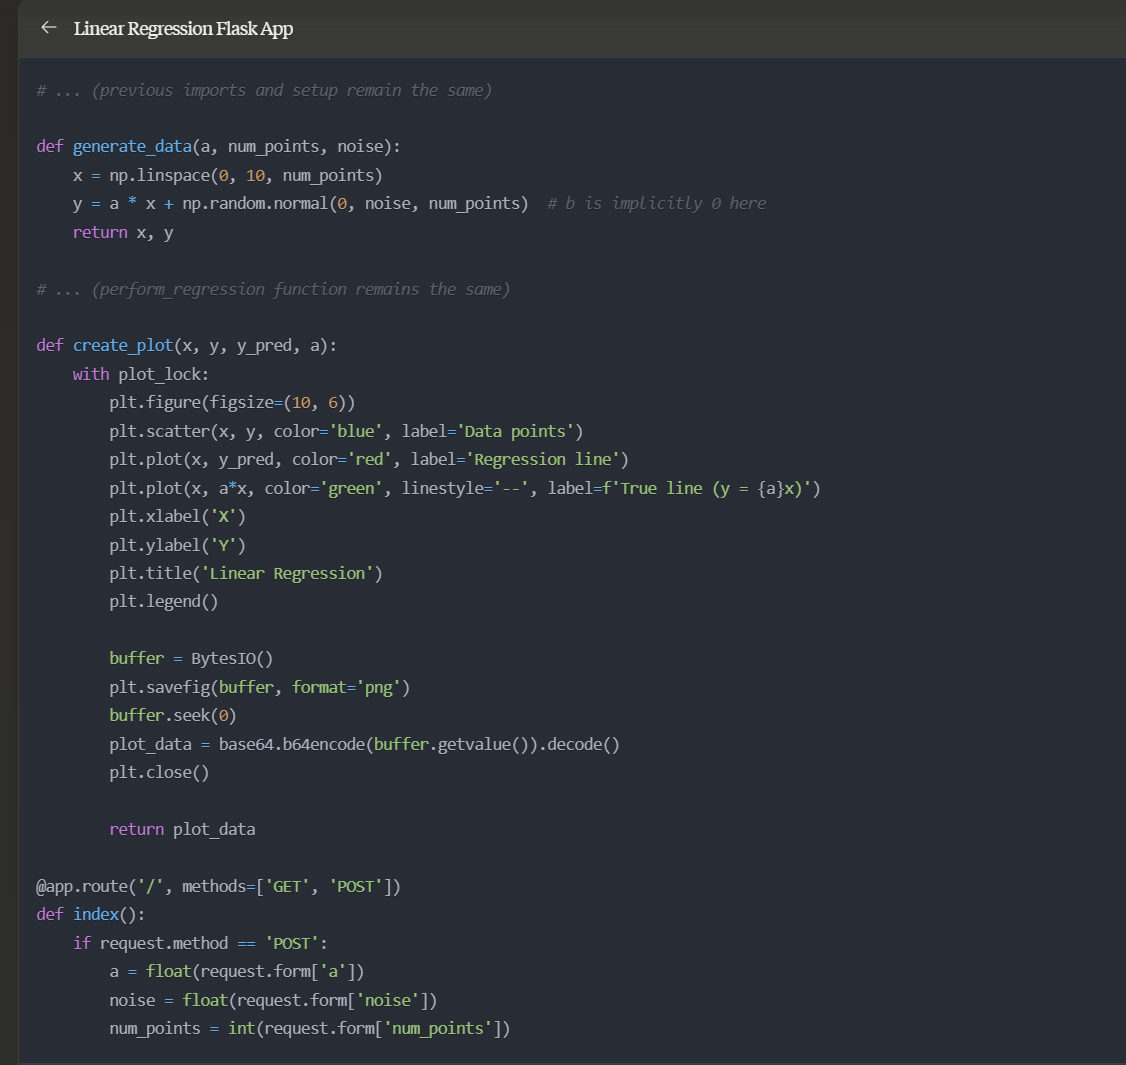 ← Linear Regression Flask App
# ... (previous imports and setup remain the same)
def generate_data(a, num_points, noise):
    x = np.linspace(0, 10, num_points)
    y = a * x + np.random.normal(0, noise, num_points)  # b is implicitly 0 here
    return x, y
# ... (perform_regression function remains the same)
def create_plot(x, y, y_pred, a):
    with plot_lock:
        plt.figure(figsize=(10, 6))
        plt.scatter(x, y, color='blue', label='Data points')
        plt.plot(x, y_pred, color='red', label='Regression line')
        plt.plot(x, a*x, color='green', linestyle='--', label=f'True line (y = {a}x)')
        plt.xlabel('X')
        plt.ylabel('Y')
        plt.title('Linear Regression')
        plt.legend()
        buffer = BytesIO()
        plt.savefig(buffer, format='png')
        buffer.seek(0)
        plot_data = base64.b64encode(buffer.getvalue()).decode()
        plt.close()
        return plot_data
@app.route('/', methods=['GET', 'POST'])
def index():
    if request.method == 'POST':
        a = float(request.form['a'])
        noise = float(request.form['noise'])
        num_points = int(request.form['num_points'])